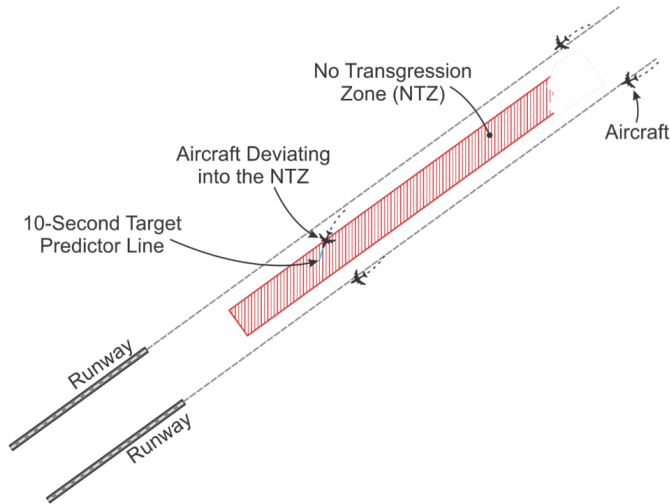 No Transgression
Zone (NTZ)
Aircraft
Aircraft Deviating
into the NTZ
10-Second Target
Predictor Line
Runway
Runway